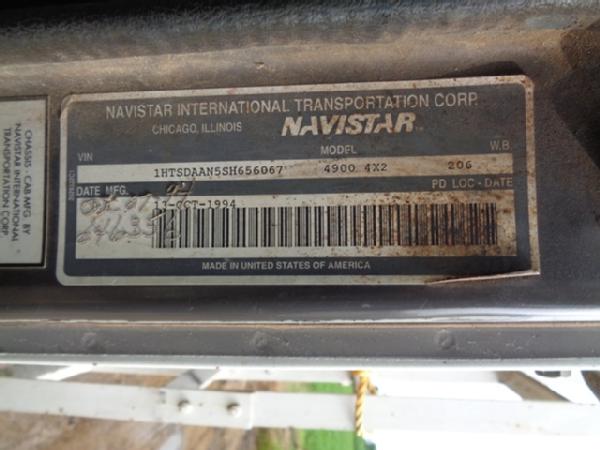 NAVISTAR INTERNATIONAL TRANSPORTATION CORP.
CHICAGO, ILLINOIS NAVISTAR
VIN MODEL W.B.
1HTSDAAN5SH656067 4900 4X2 206
DATE MFG. PD LOC - DATE
13-OCT-1994
MADE IN UNITED STATES OF AMERICA
CHASSIS - CAB MFG. BY
NAVISTAR INTERNATIONAL
TRANSPORTATION CORP.